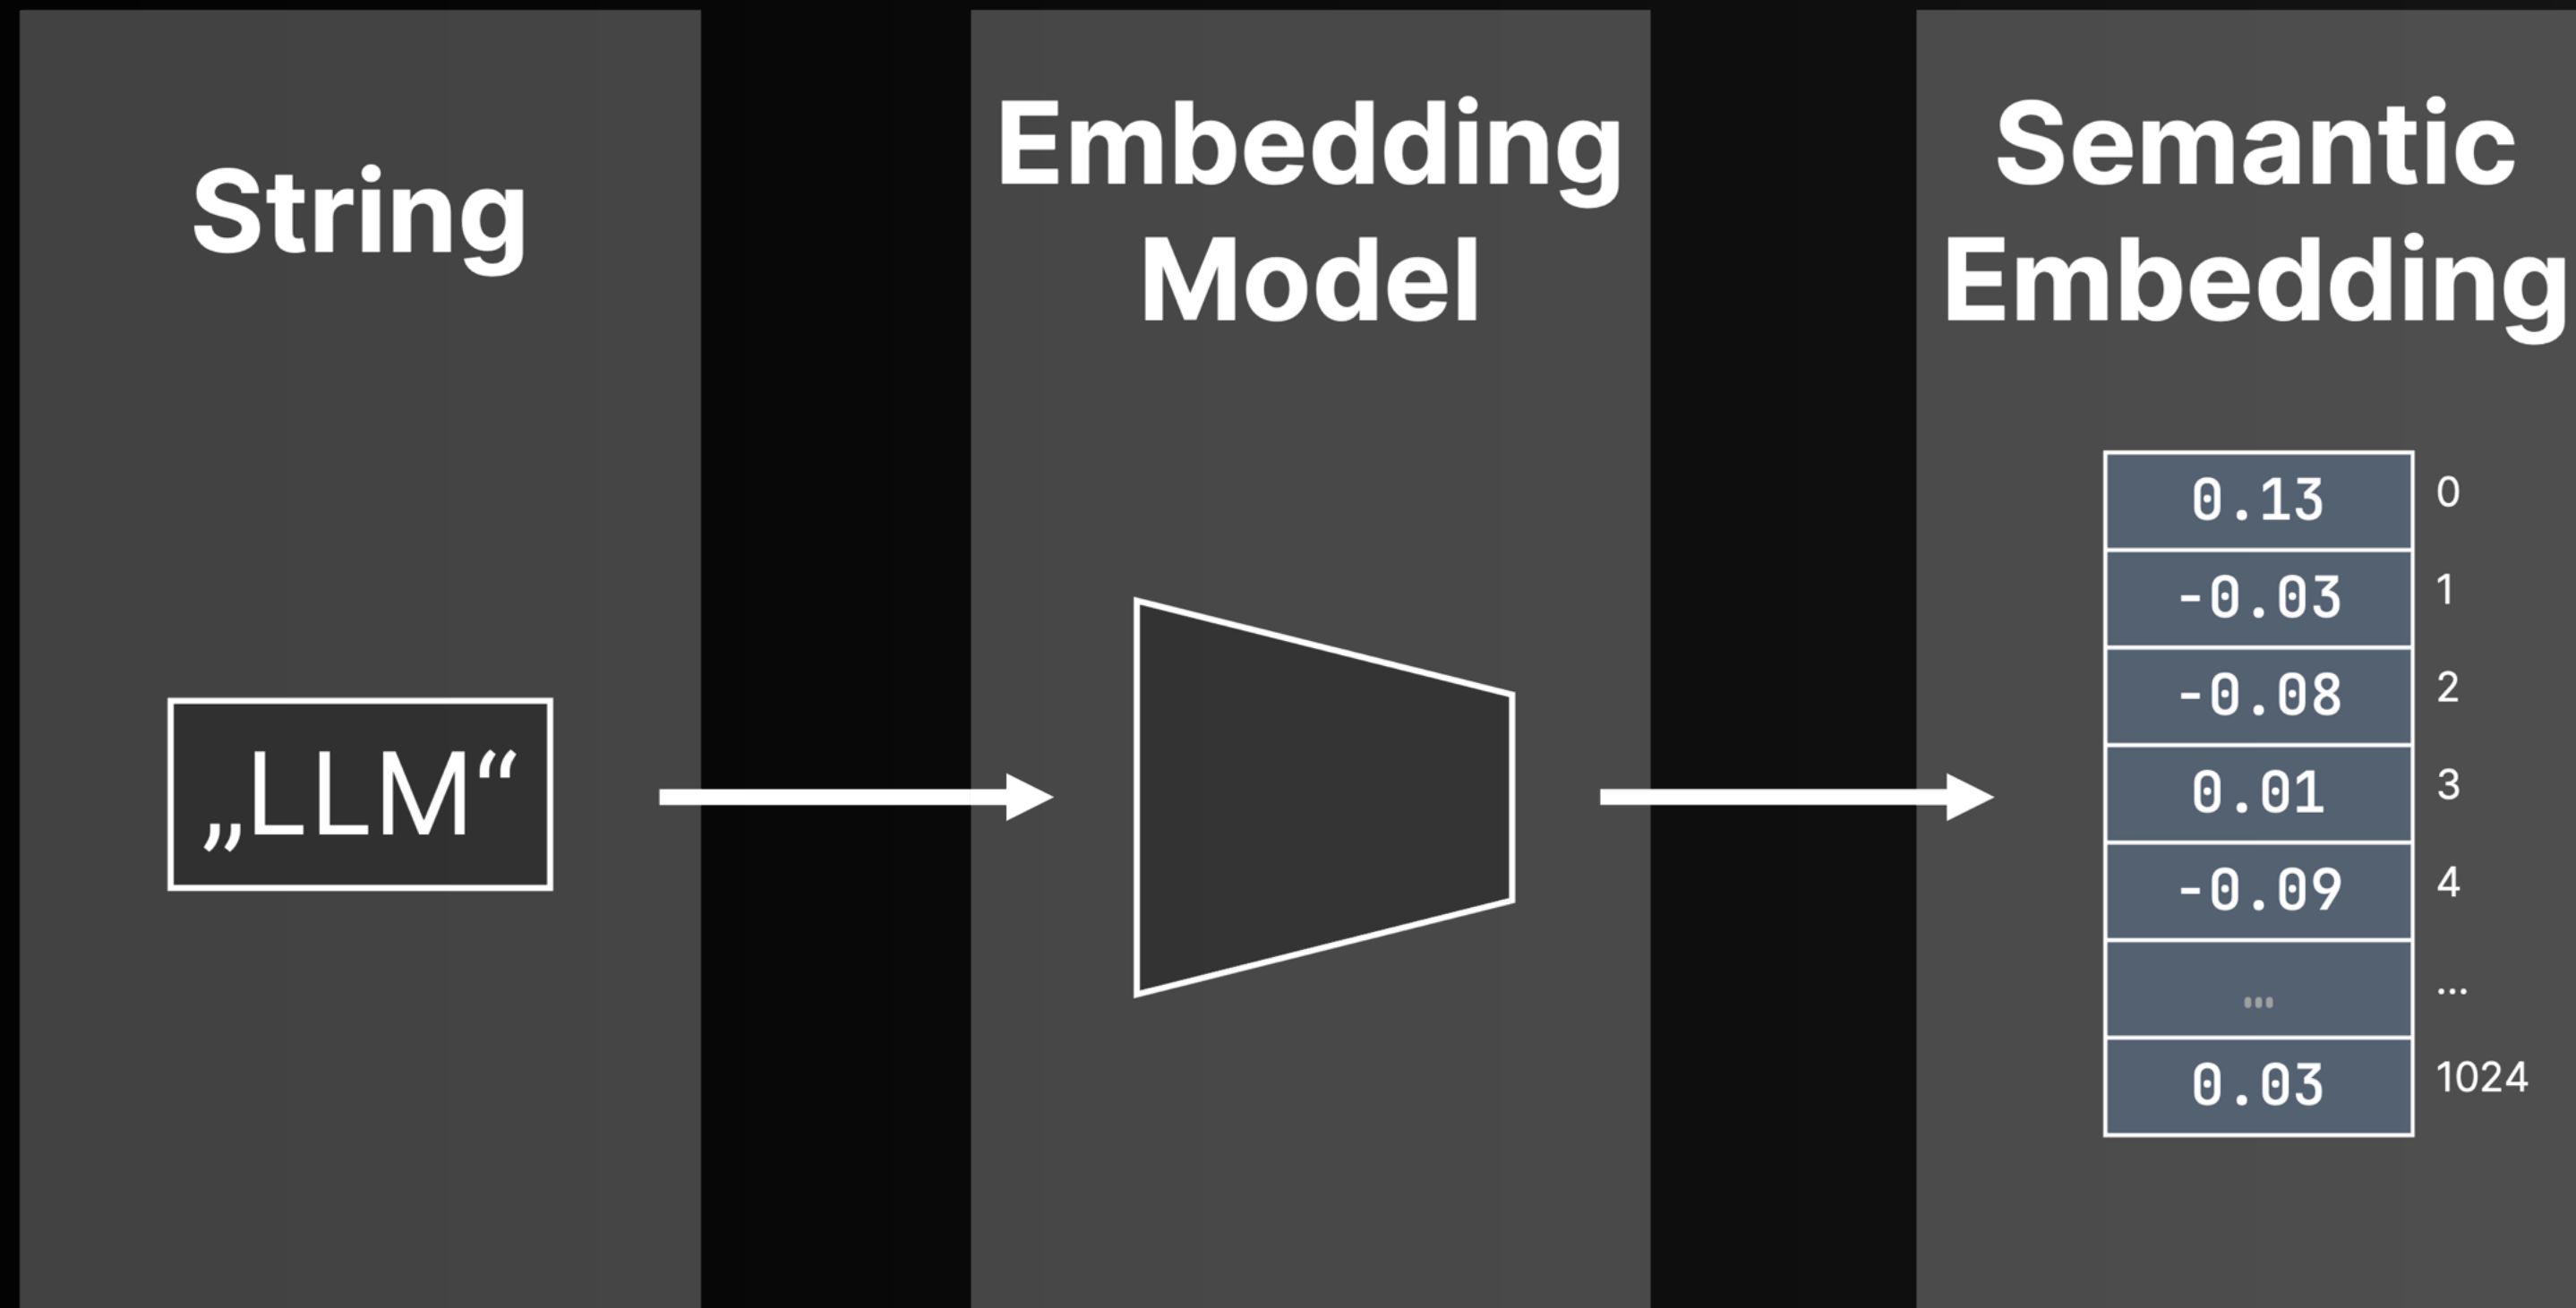 String
Embedding
Model
Semantic
Embedding
„LLM“
0.13 0
-0.03 1
-0.08 2
0.01 3
-0.09 4
... ...
0.03 1024